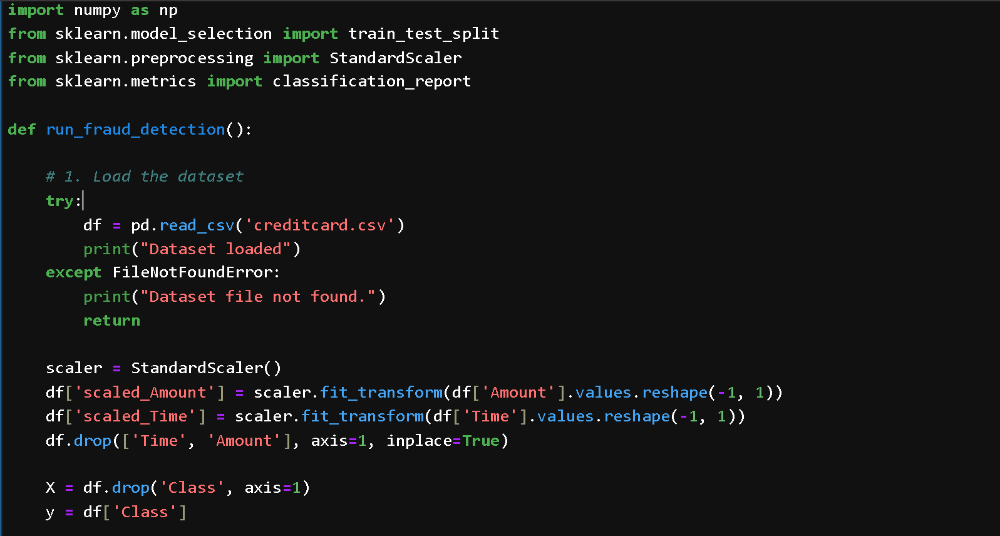 import numpy as np
from sklearn.model_selection import train_test_split
from sklearn.preprocessing import StandardScaler
from sklearn.metrics import classification_report

def run_fraud_detection():

    # 1. Load the dataset
    try:
        df = pd.read_csv('creditcard.csv')
        print("Dataset loaded")
    except FileNotFoundError:
        print("Dataset file not found.")
        return

    scaler = StandardScaler()
    df['scaled_Amount'] = scaler.fit_transform(df['Amount'].values.reshape(-1, 1))
    df['scaled_Time'] = scaler.fit_transform(df['Time'].values.reshape(-1, 1))
    df.drop(['Time', 'Amount'], axis=1, inplace=True)

    X = df.drop('Class', axis=1)
    y = df['Class']